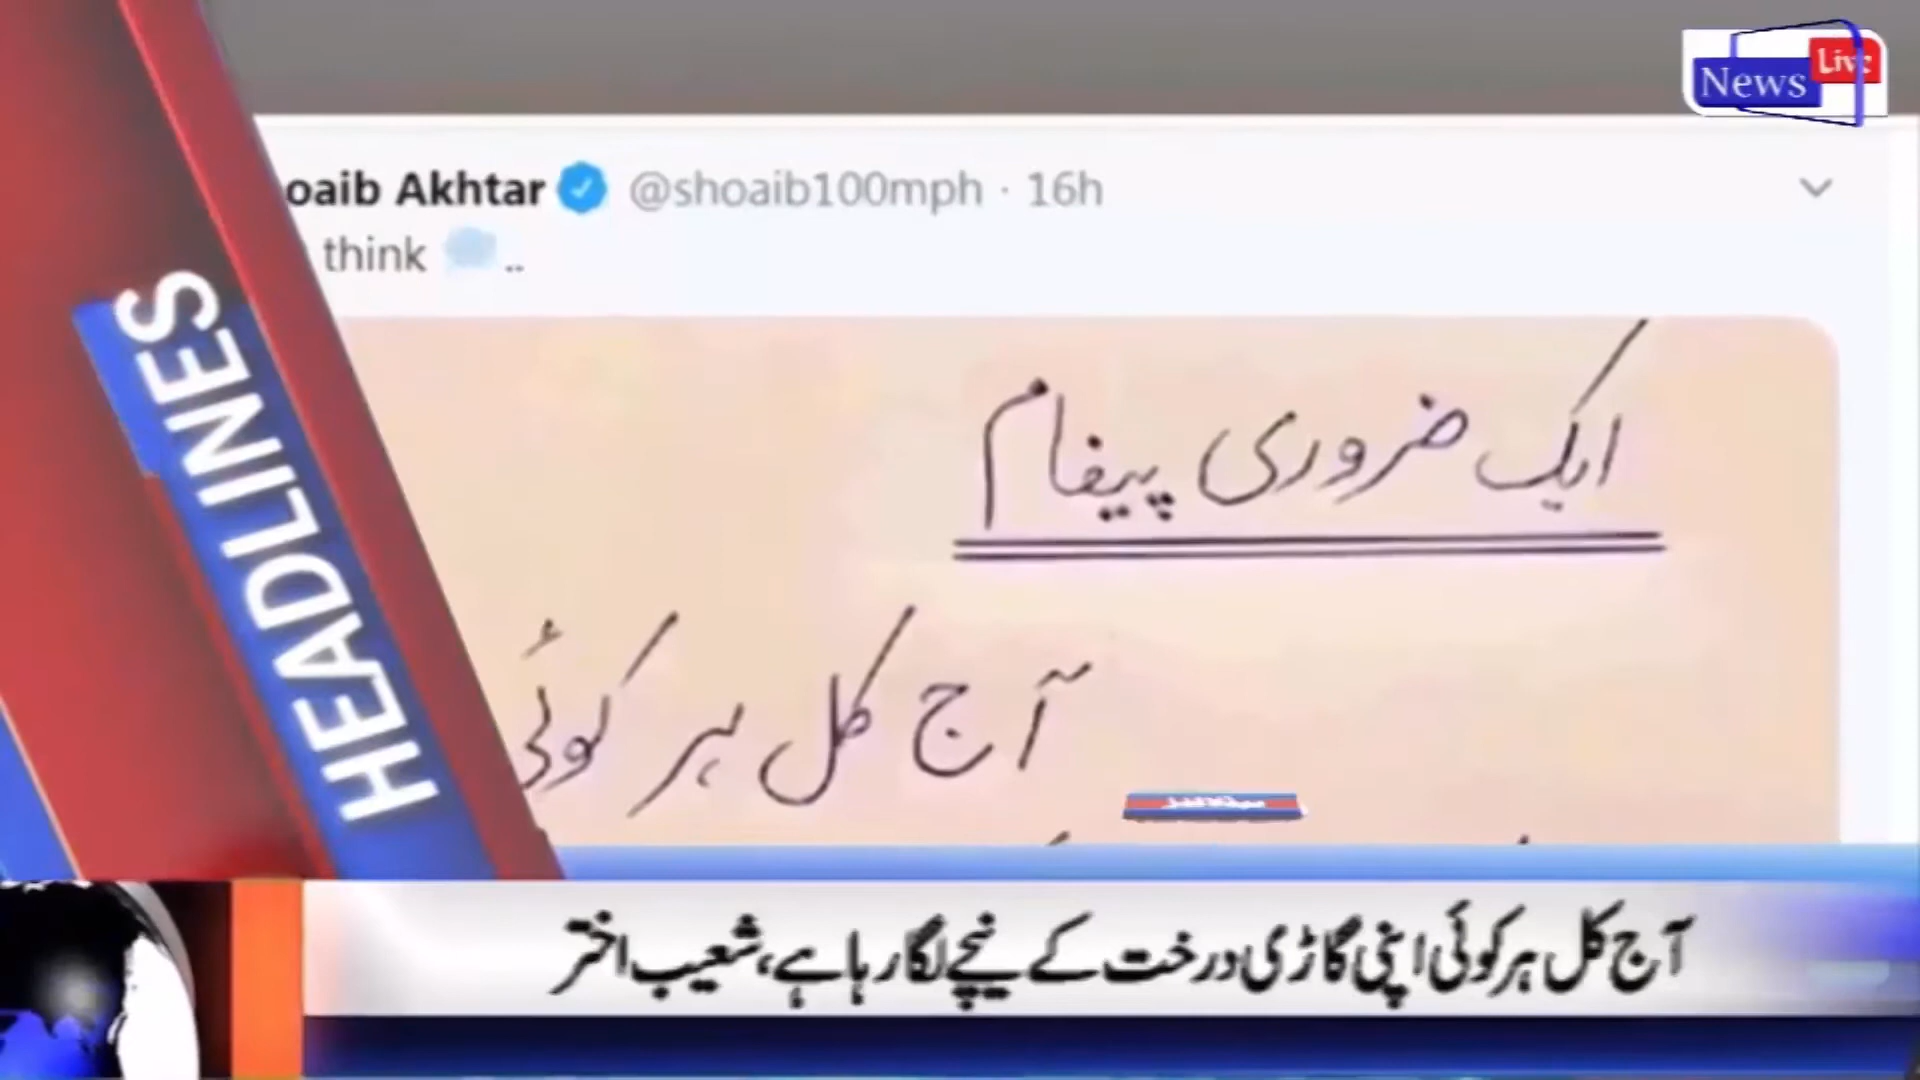 News Live
oaib Akhtar @shoaib100mph · 16h
think ..
ایک ضروری پیغام
آج کل ہر کوئی
HEADLINES
آج کل ہر کوئی اپنی گاڑی درخت کے نیچے لگا رہا ہے، شعیب اختر